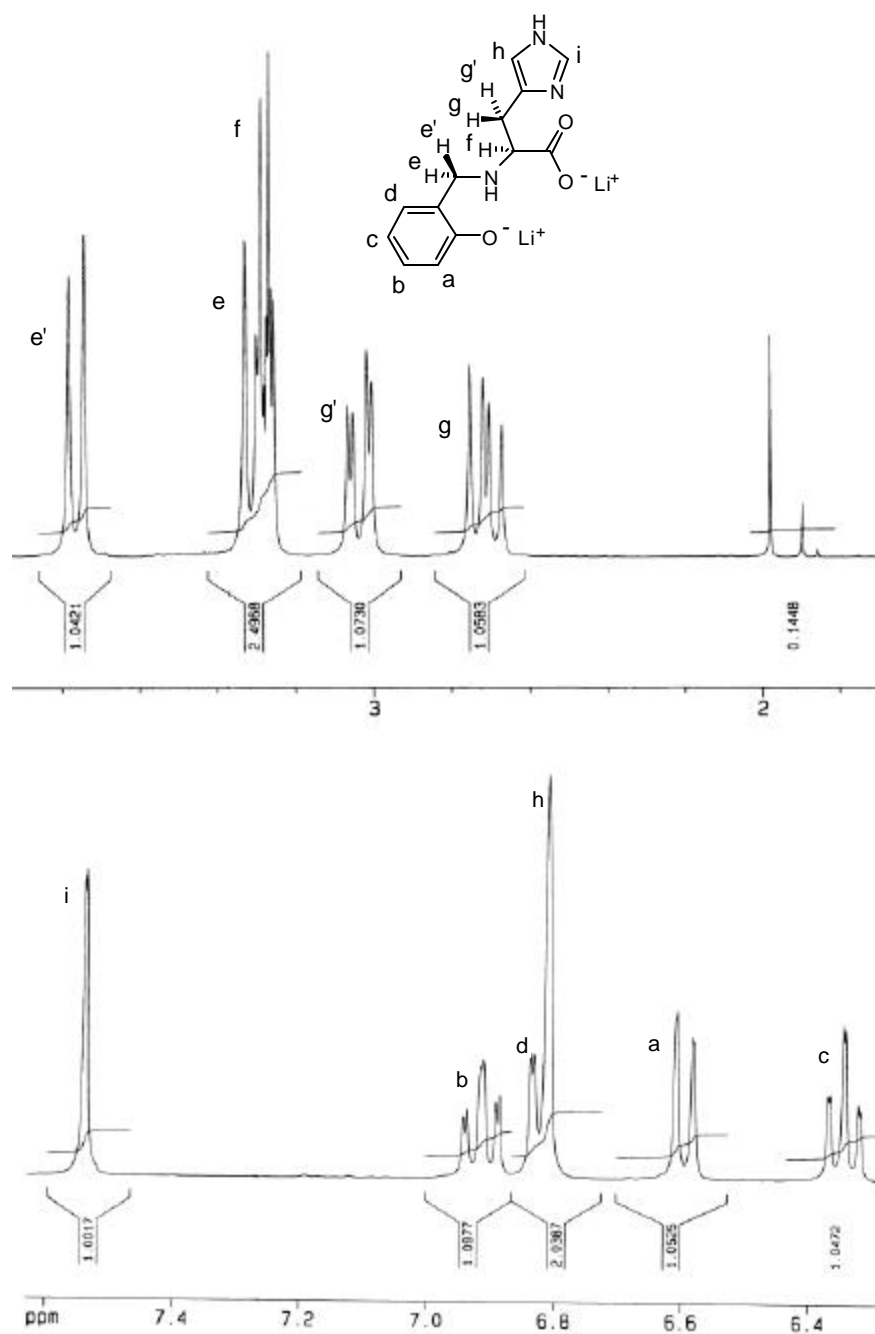 HN
h
i
g'
H
N
g
H
e'
H
f
H
O
e
H
N
H
O
-
Li
+
d
c
O
-
Li
+
b
a
f
e'
e
g'
g
1.0421
2.4968
1.0730
1.0583
0.1448
3
2
h
i
b
d
a
c
1.0017
1.0977
2.0387
1.0525
1.0472
ppm
7.4
7.2
7.0
6.8
6.6
6.4